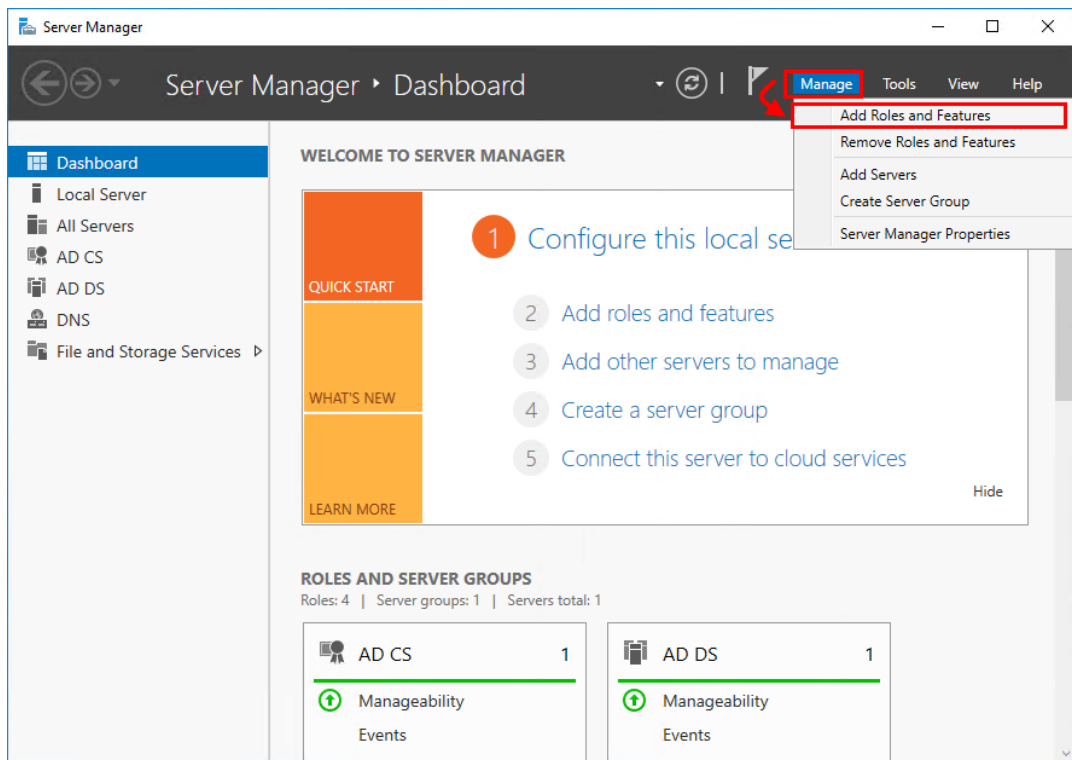 Server Manager
Server Manager ‣ Dashboard
Manage Tools View Help
Add Roles and Features
Remove Roles and Features
Add Servers
Create Server Group
Server Manager Properties
Dashboard
Local Server
All Servers
AD CS
AD DS
DNS
File and Storage Services
WELCOME TO SERVER MANAGER
QUICK START
WHAT'S NEW
LEARN MORE
1 Configure this local se
2 Add roles and features
3 Add other servers to manage
4 Create a server group
5 Connect this server to cloud services
Hide
ROLES AND SERVER GROUPS
Roles: 4 | Server groups: 1 | Servers total: 1
AD CS 1
Manageability
Events
AD DS 1
Manageability
Events